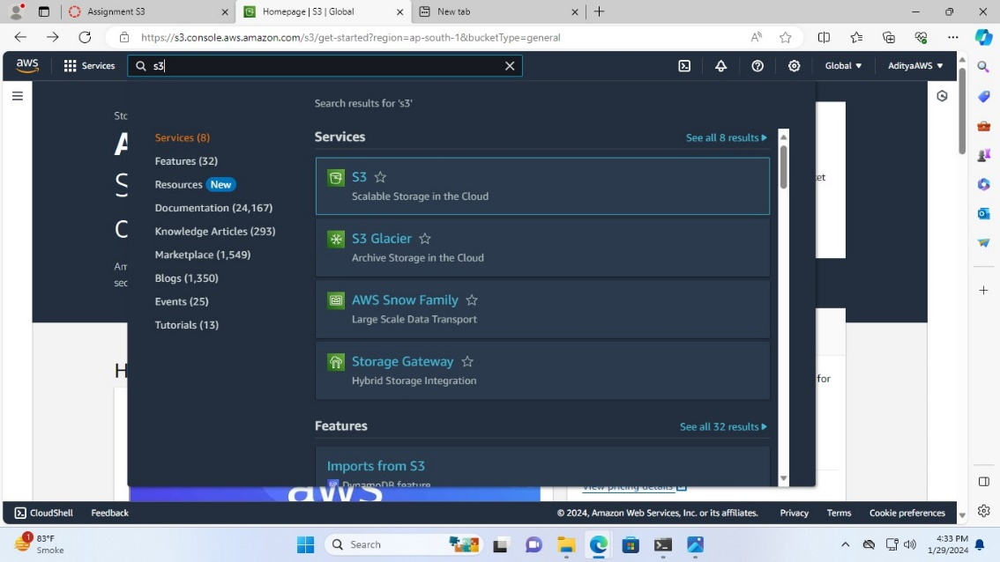 Assignment S3
Homepage | S3 | Global
New tab
https://s3.console.aws.amazon.com/s3/get-started?region=ap-south-1&bucketType=general
aws
Services
s3
Global
AdityaAWS
Search results for 's3'
Services (8)
Features (32)
Resources New
Documentation (24,167)
Knowledge Articles (293)
Marketplace (1,549)
Blogs (1,350)
Events (25)
Tutorials (13)
Services
See all 8 results
S3
Scalable Storage in the Cloud
S3 Glacier
Archive Storage in the Cloud
AWS Snow Family
Large Scale Data Transport
Storage Gateway
Hybrid Storage Integration
Features
See all 32 results
Imports from S3
DynamoDB feature
for
View pricing details
aws
CloudShell
Feedback
© 2024, Amazon Web Services, Inc. or its affiliates.
Privacy
Terms
Cookie preferences
1
83°F
Smoke
Search
4:33 PM
1/29/2024